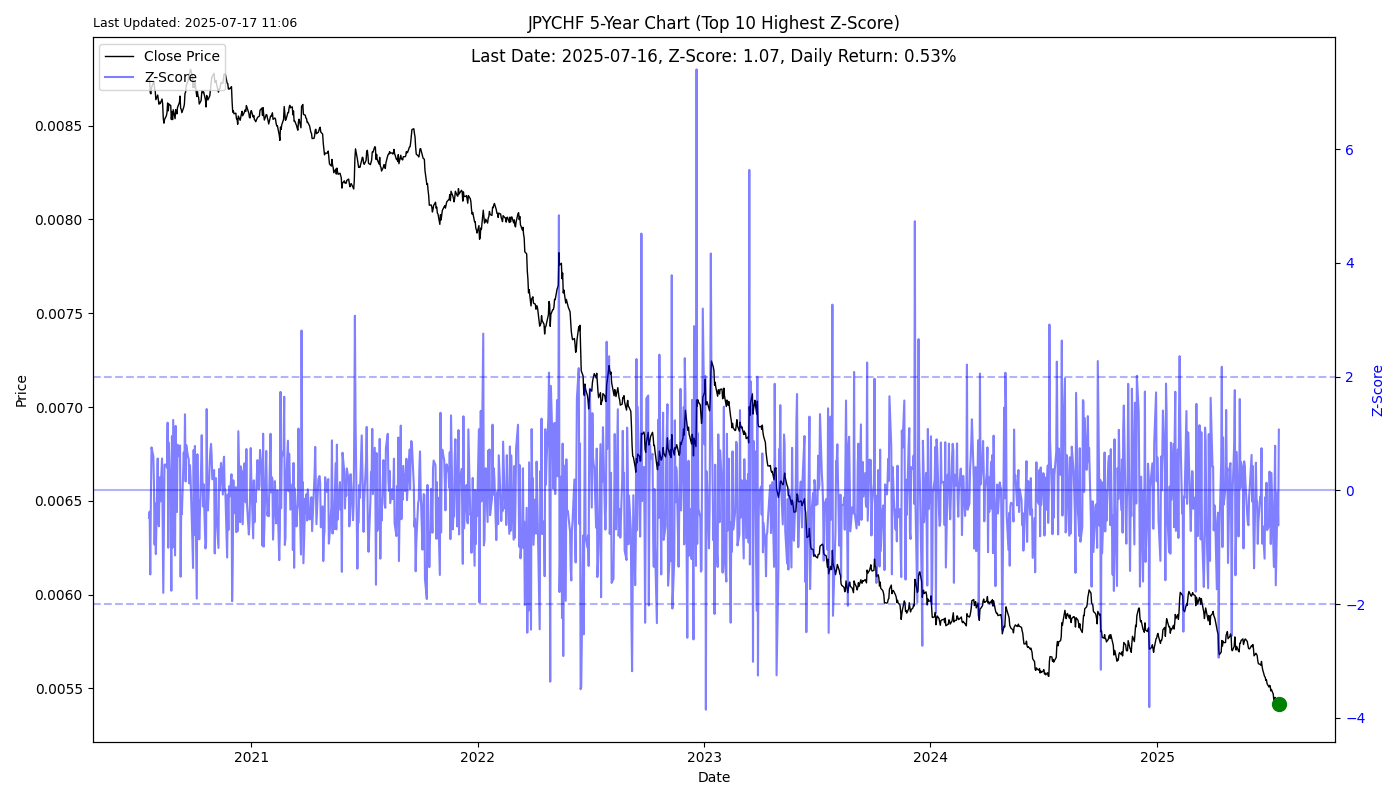 Last Updated: 2025-07-17 11:06
JPYCHF 5-Year Chart (Top 10 Highest Z-Score)
Last Date: 2025-07-16, Z-Score: 1.07, Daily Return: 0.53%
Close Price
Z-Score
0.0085
0.0080
0.0075
0.0070
0.0065
0.0060
0.0055
Price
6
4
2
0
−2
−4
Z-Score
2021
2022
2023
2024
2025
Date